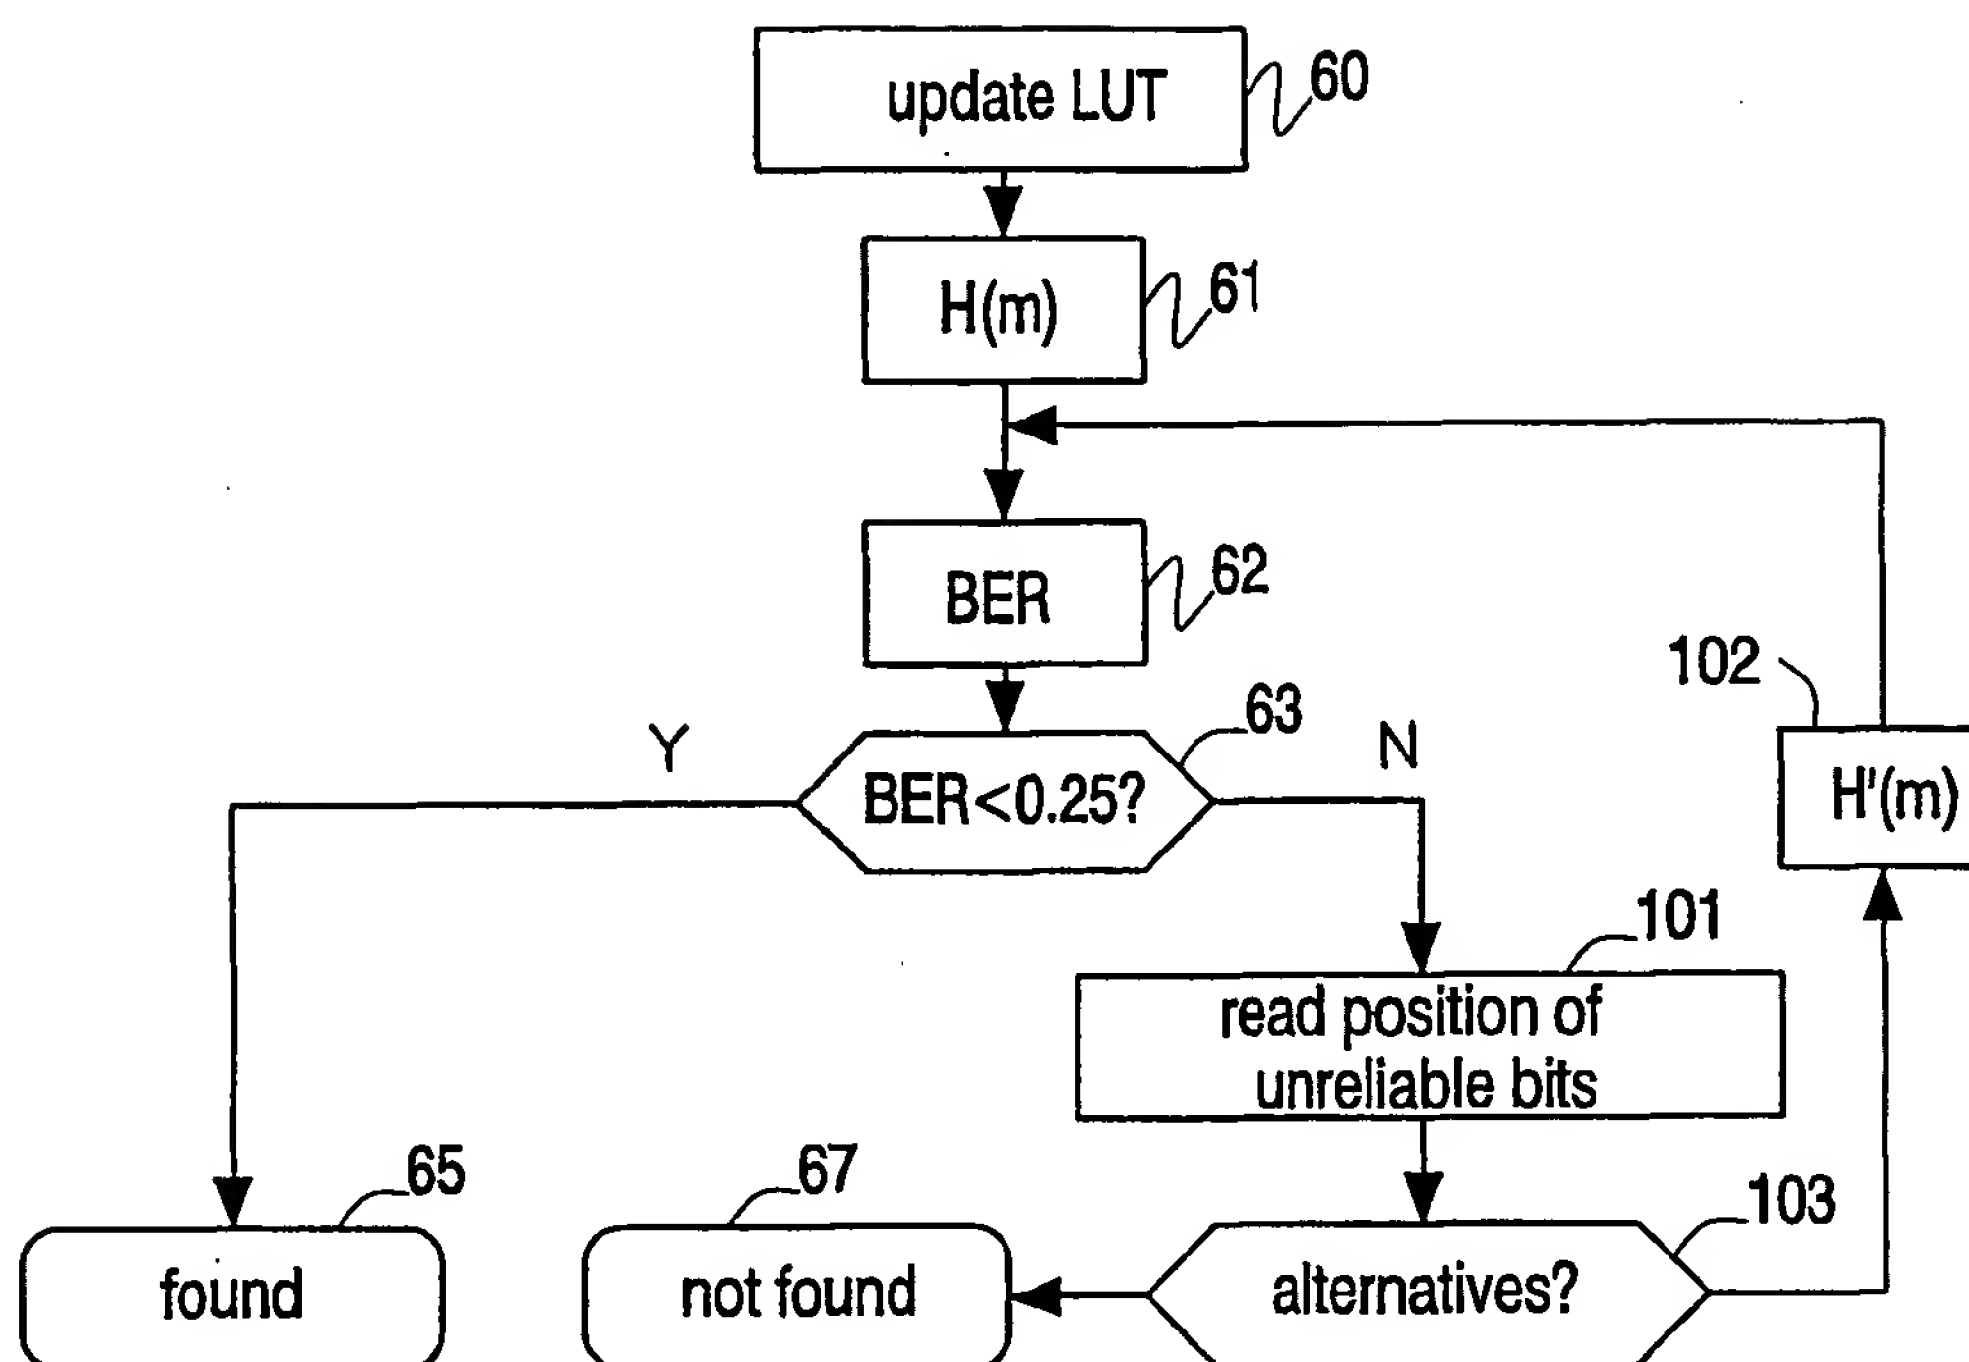 update LUT
60
H(m)
61
BER
62
102
63
Y
N
BER<0.25?
H'(m)
101
read position of
unreliable bits
65
67
103
found
not found
alternatives?